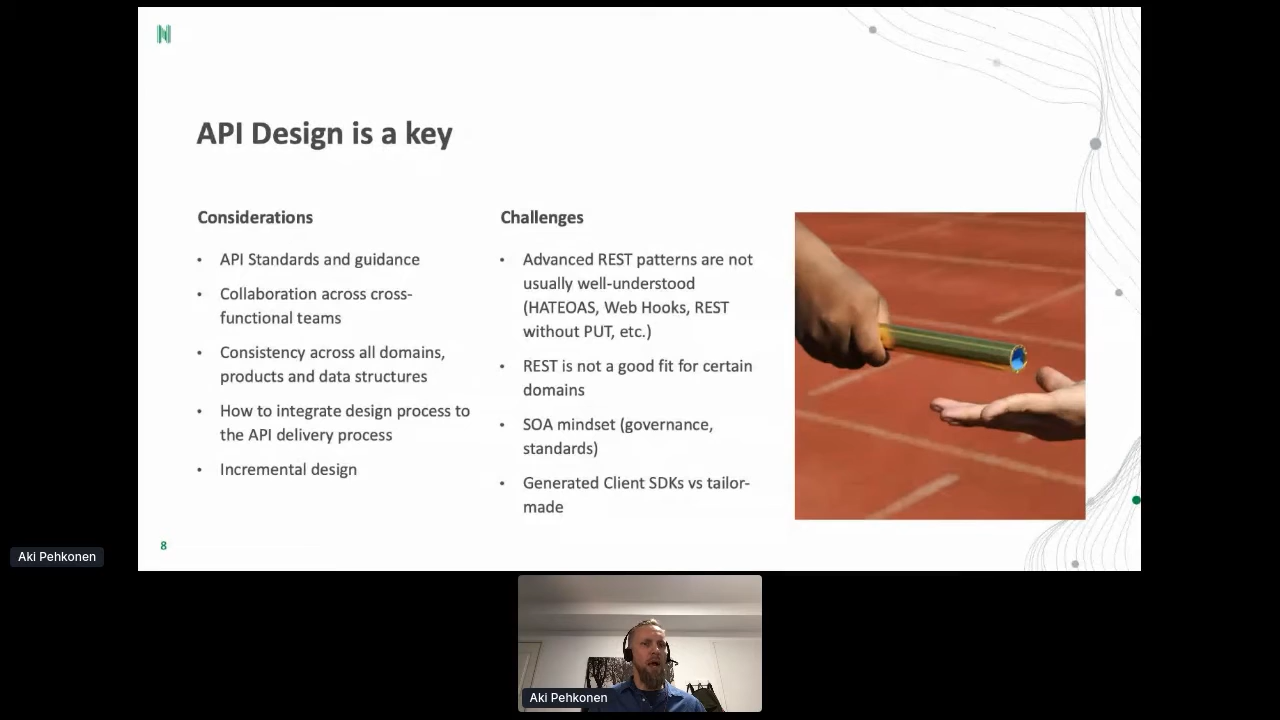 N
API Design is a key
Considerations
• API Standards and guidance
• Collaboration across cross-
functional teams
• Consistency across all domains,
products and data structures
• How to integrate design process to
the API delivery process
• Incremental design
Challenges
• Advanced REST patterns are not
usually well-understood
(HATEOAS, Web Hooks, REST
without PUT, etc.)
• REST is not a good fit for certain
domains
• SOA mindset (governance,
standards)
• Generated Client SDKs vs tailor-
made
8
Aki Pehkonen
Aki Pehkonen